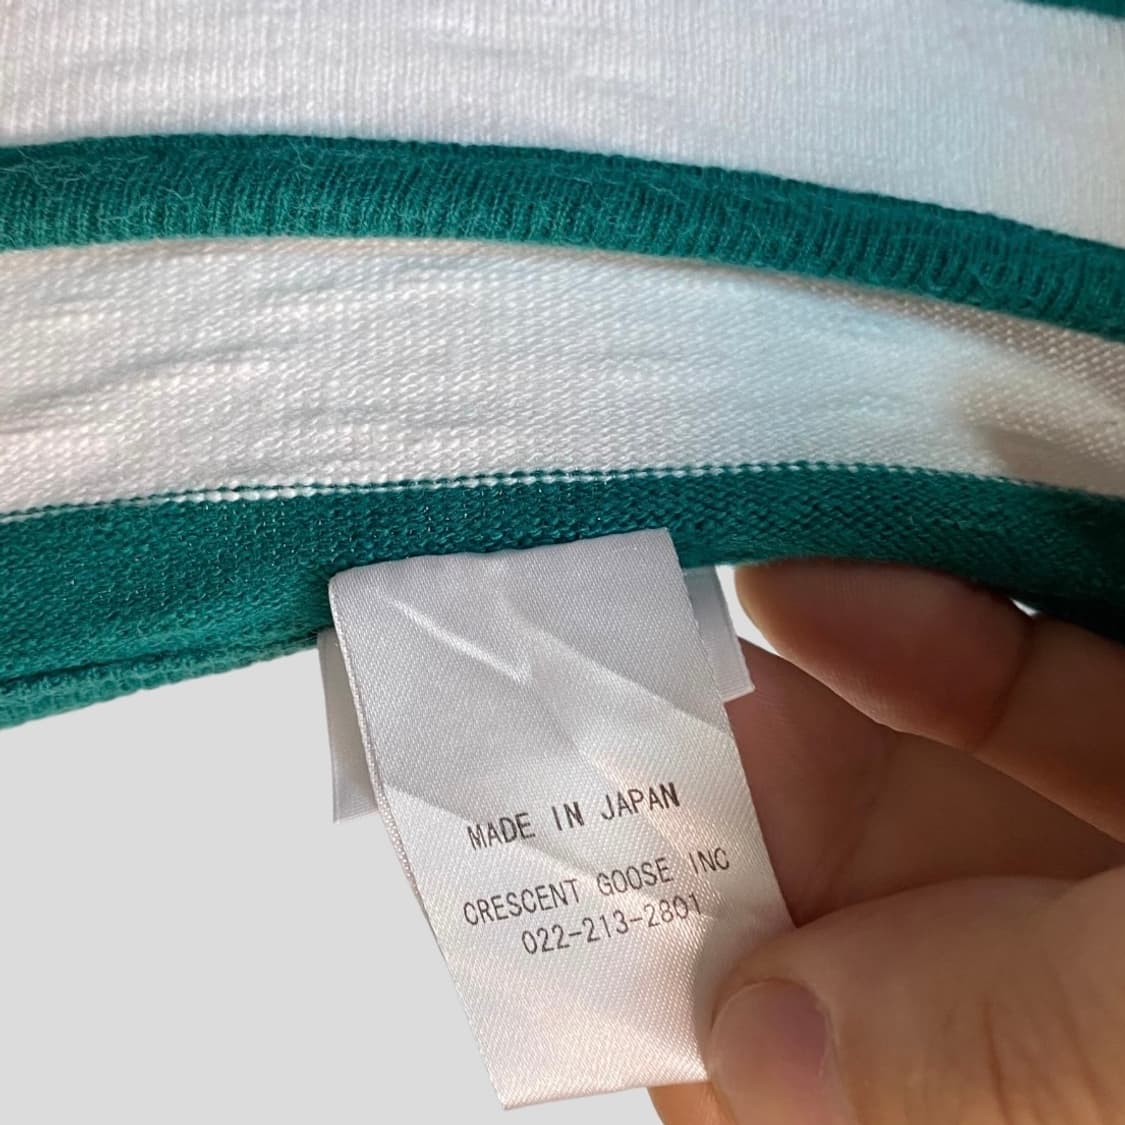 MADE IN JAPAN
CRESCENT GOOSE INC
022-213-2801